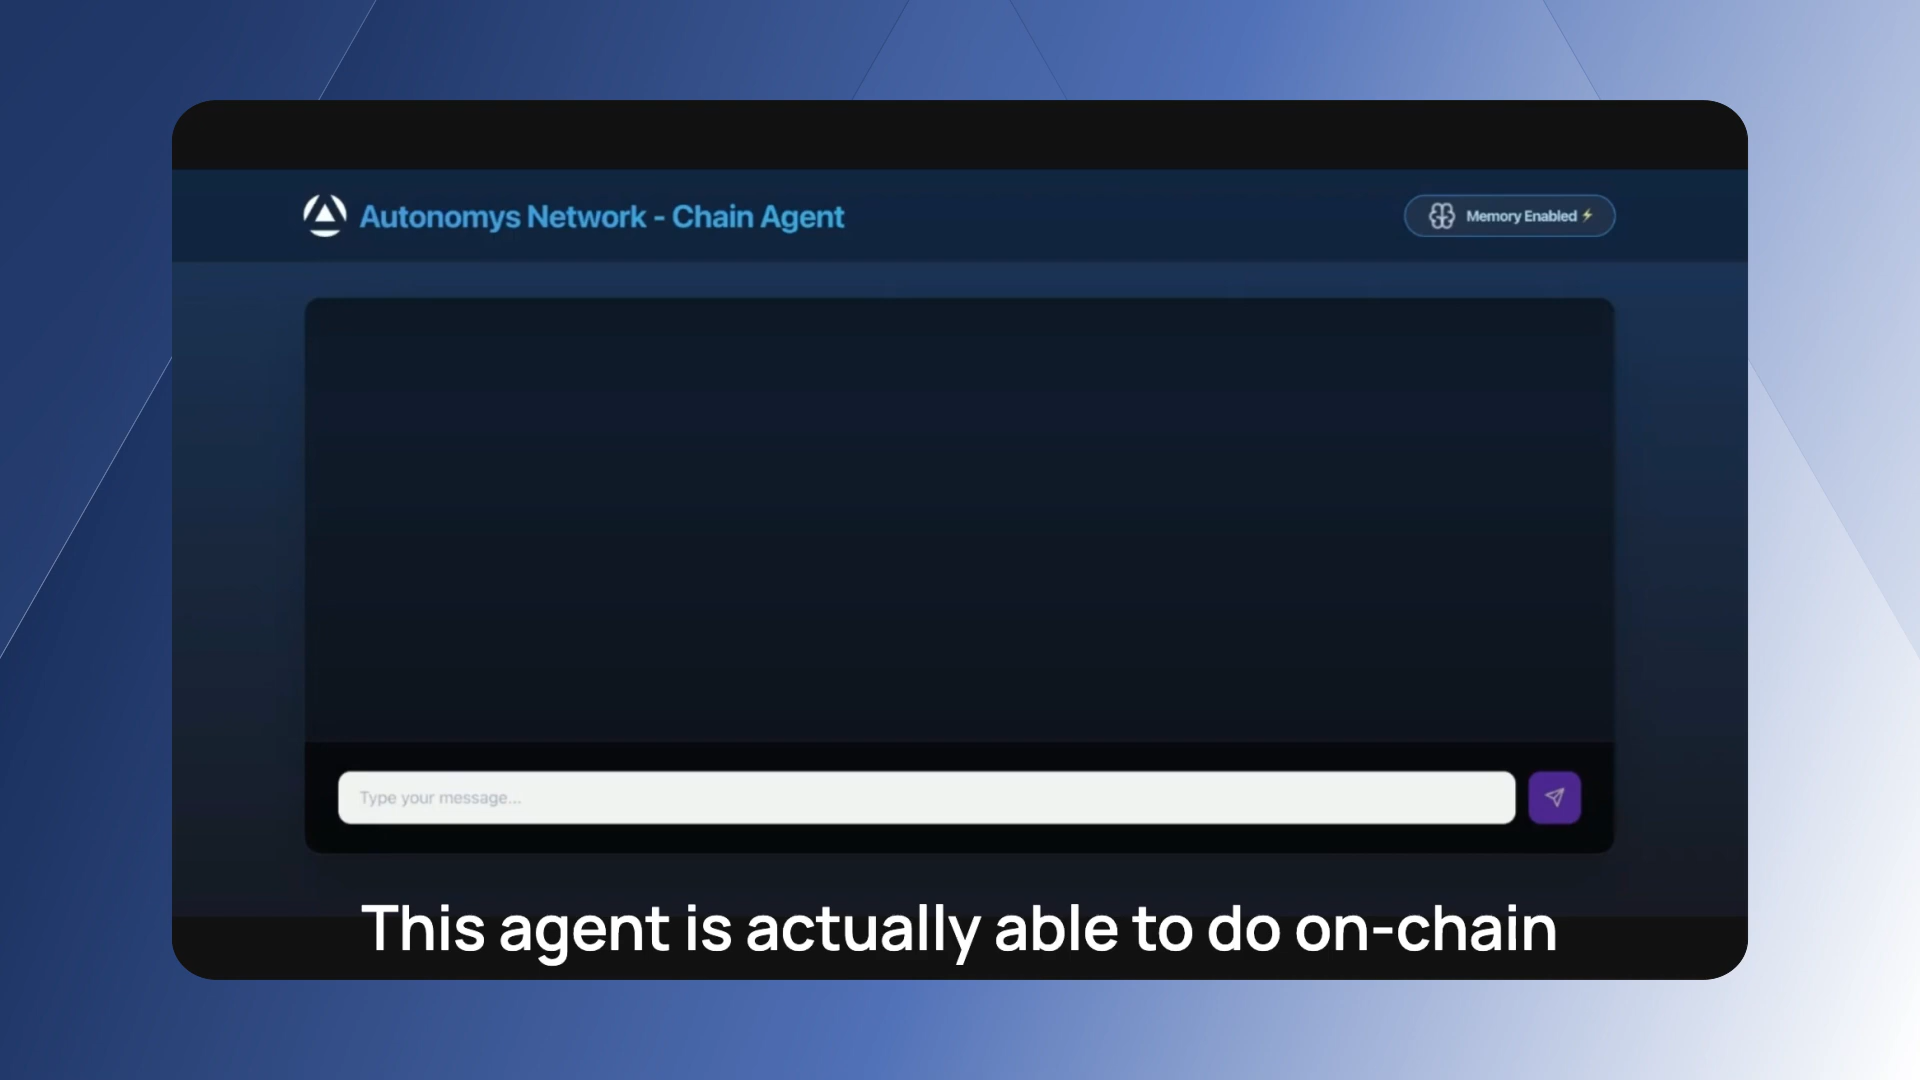 Autonomys Network - Chain Agent
Memory Enabled⚡
Type your message...
This agent is actually able to do on-chain